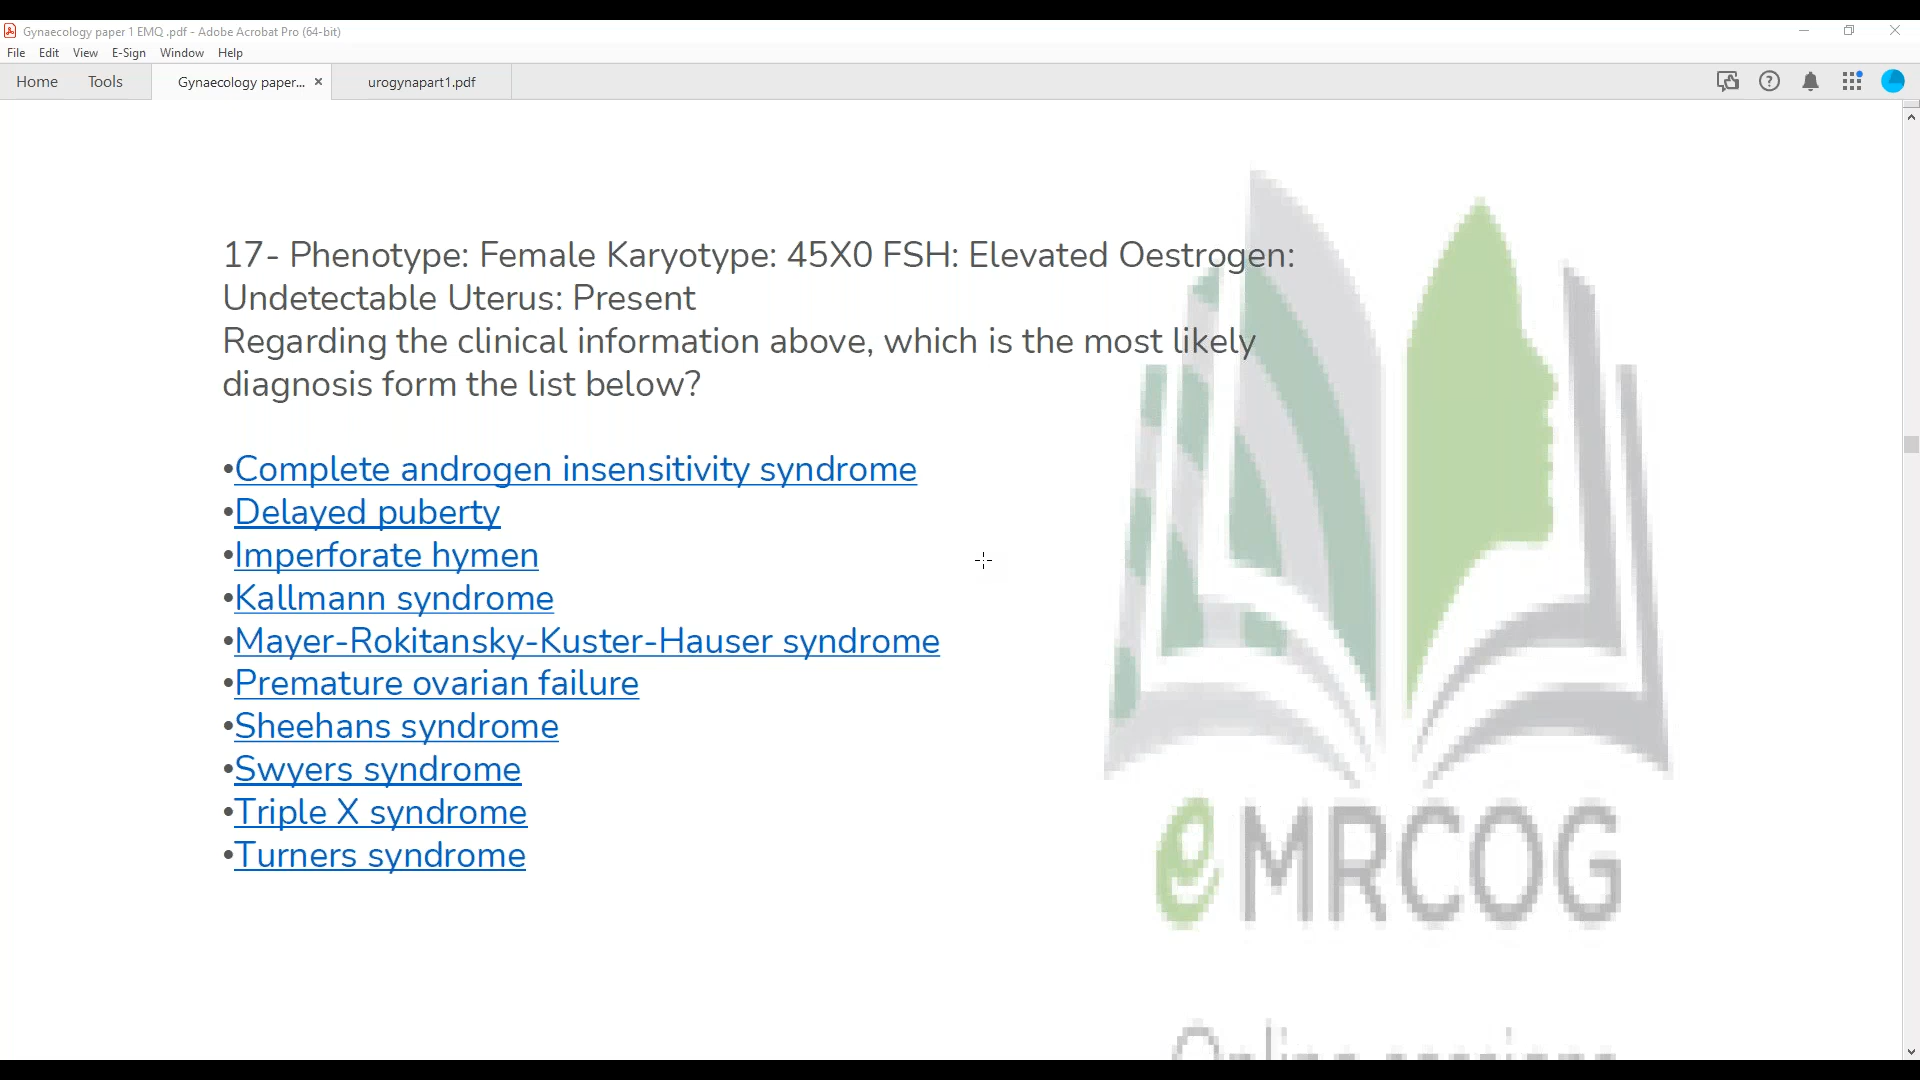 Gynaecology paper 1 EMQ .pdf - Adobe Acrobat Pro (64-bit)
File Edit View E-Sign Window Help
Home Tools Gynaecology paper... × urogynapart1.pdf
17- Phenotype: Female Karyotype: 45X0 FSH: Elevated Oestrogen:
Undetectable Uterus: Present
Regarding the clinical information above, which is the most likely
diagnosis form the list below?
•Complete androgen insensitivity syndrome
•Delayed puberty
•Imperforate hymen
•Kallmann syndrome
•Mayer-Rokitansky-Kuster-Hauser syndrome
•Premature ovarian failure
•Sheehans syndrome
•Swyers syndrome
•Triple X syndrome
•Turners syndrome
eMRCOG